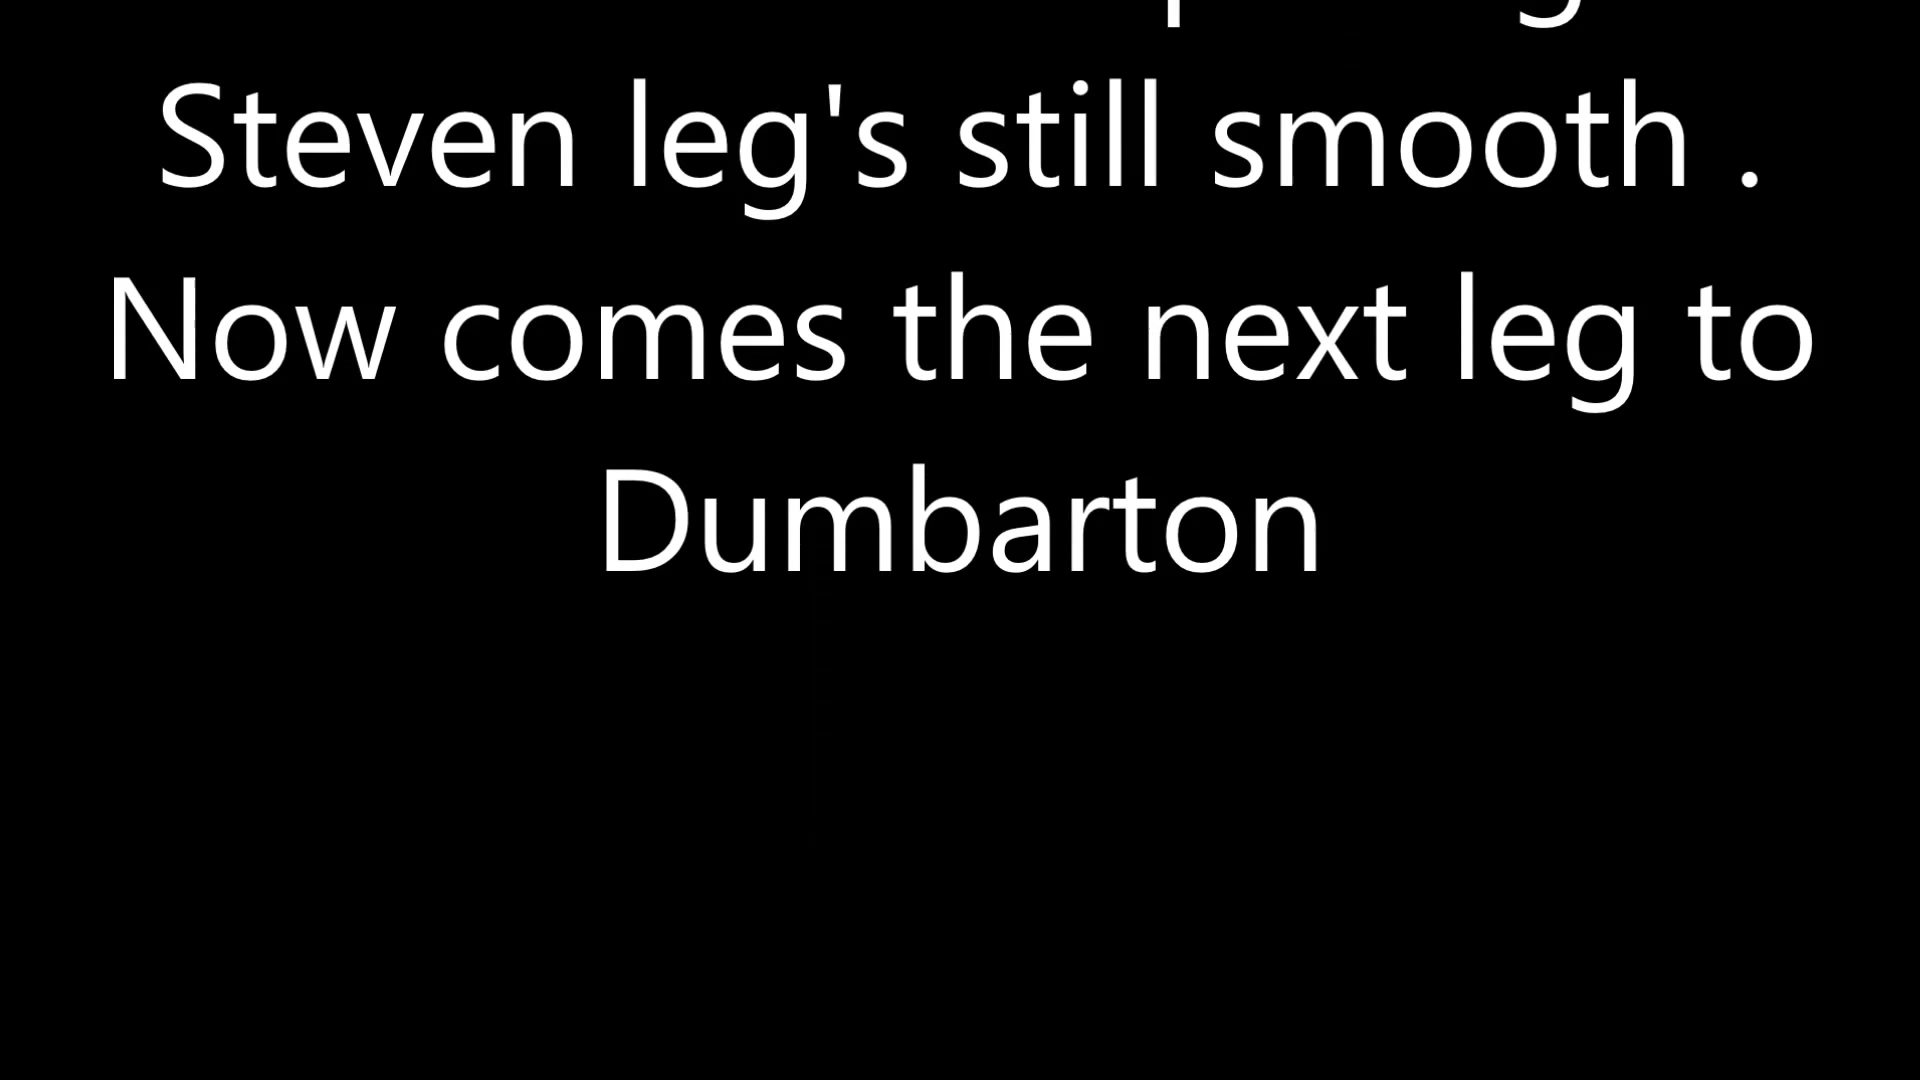 Steven leg's still smooth .
Now comes the next leg to
Dumbarton